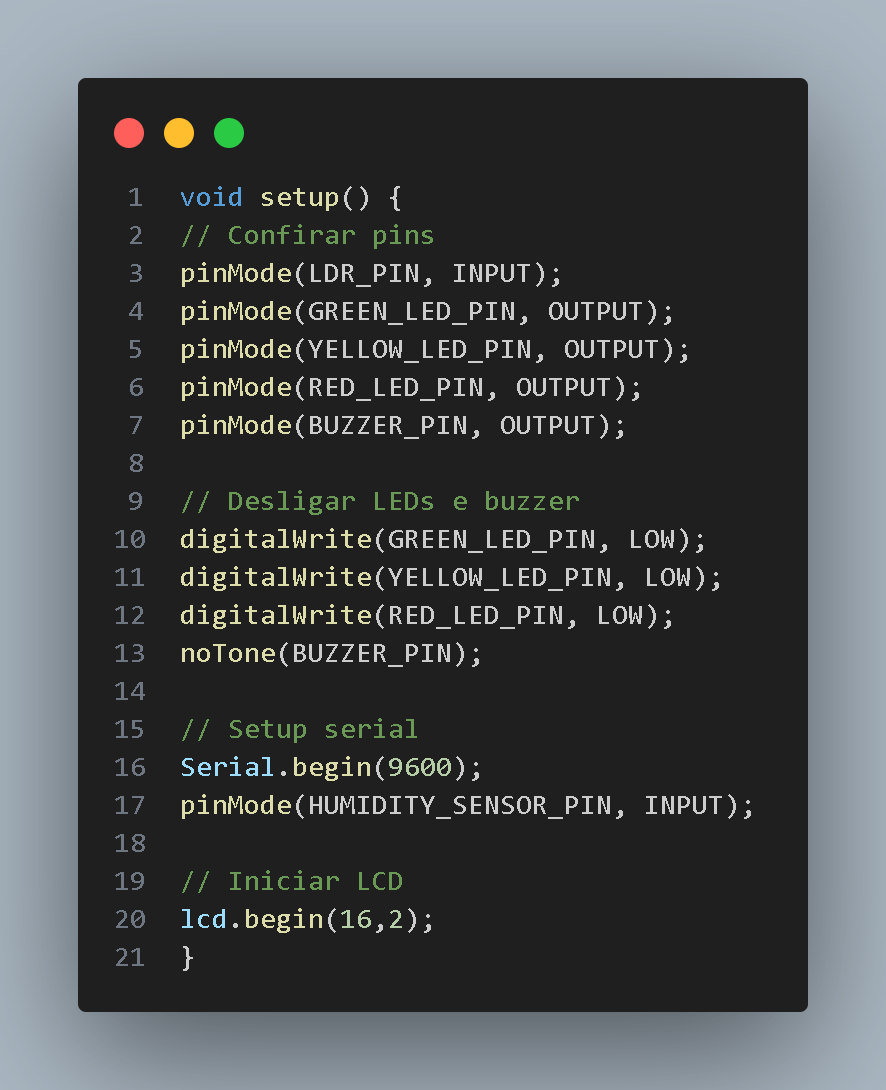 1 void setup() {
2 // Confirar pins
3 pinMode(LDR_PIN, INPUT);
4 pinMode(GREEN_LED_PIN, OUTPUT);
5 pinMode(YELLOW_LED_PIN, OUTPUT);
6 pinMode(RED_LED_PIN, OUTPUT);
7 pinMode(BUZZER_PIN, OUTPUT);
8
9 // Desligar LEDs e buzzer
10 digitalWrite(GREEN_LED_PIN, LOW);
11 digitalWrite(YELLOW_LED_PIN, LOW);
12 digitalWrite(RED_LED_PIN, LOW);
13 noTone(BUZZER_PIN);
14
15 // Setup serial
16 Serial.begin(9600);
17 pinMode(HUMIDITY_SENSOR_PIN, INPUT);
18
19 // Iniciar LCD
20 lcd.begin(16,2);
21 }